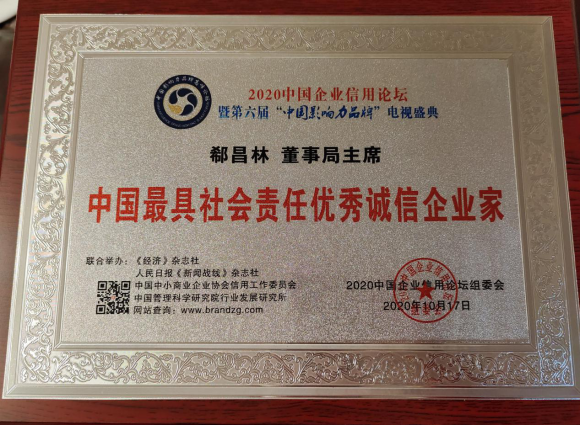 2020中国企业信用论坛
暨第六届“中国影响力品牌”电视盛典
郗昌林 董事局主席
中国最具社会责任优秀诚信企业家
联合举办：《经济》杂志社
人民日报《新闻战线》杂志社
中国中小商业企业协会信用工作委员会
中国管理科学研究院行业发展研究所
网站查询：www.brandzg.com
2020中国企业信用论坛组委会
2020年10月17日